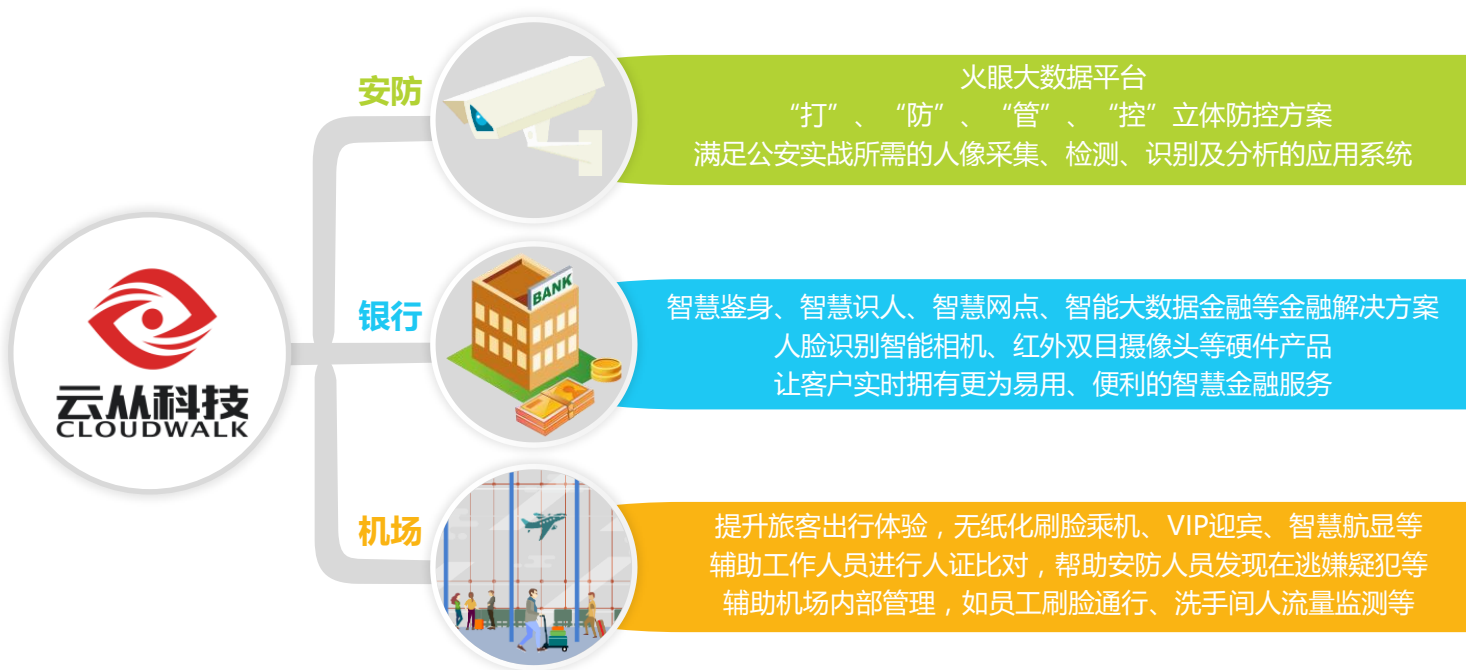 云从科技
CLOUDWALK
安防
火眼大数据平台
“打”、“防”、“管”、“控”立体防控方案
满足公安实战所需的人像采集、检测、识别及分析的应用系统
银行
BANK
智慧鉴身、智慧识人、智慧网点、智能大数据金融等金融解决方案
人脸识别智能相机、红外双目摄像头等硬件产品
让客户实时拥有更为易用、便利的智慧金融服务
机场
提升旅客出行体验，无纸化刷脸乘机、VIP迎宾、智慧航显等
辅助工作人员进行人证比对，帮助安防人员发现在逃嫌疑犯等
辅助机场内部管理，如员工刷脸通行、洗手间人流量监测等